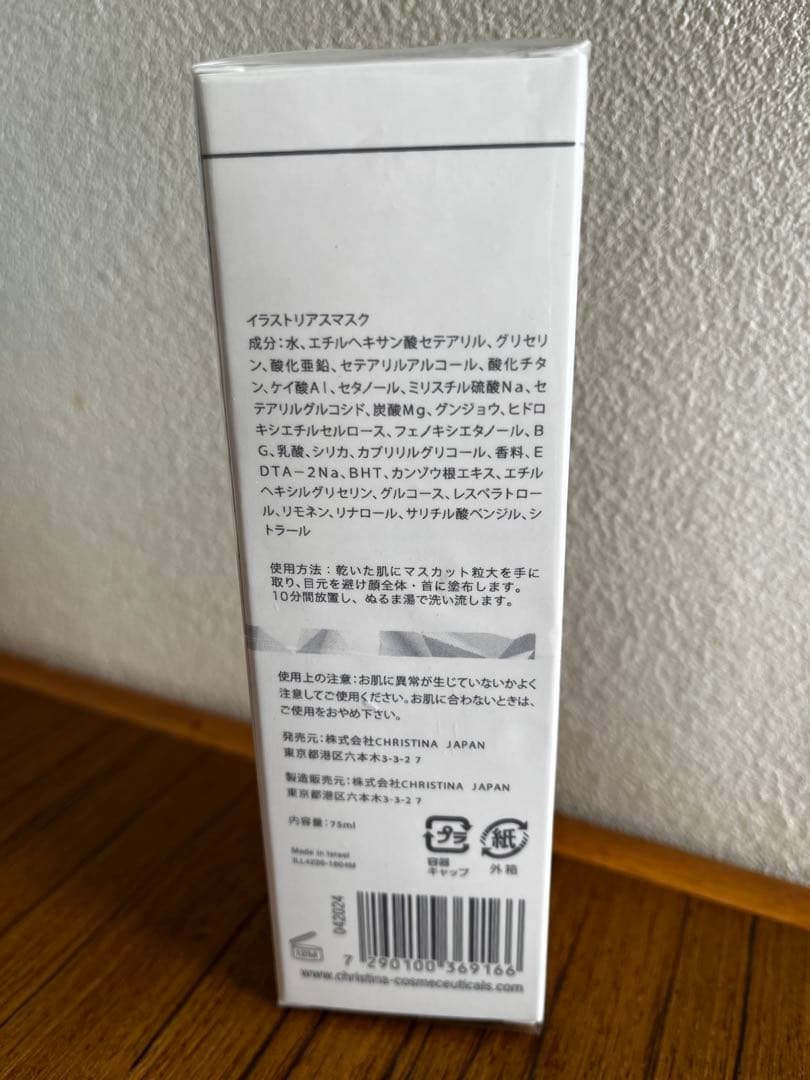 イラストリアスマスク
成分：水、エチルヘキサン酸セテアリル、グリセリ
ン、酸化亜鉛、セテアリルアルコール、酸化チタ
ン、ケイ酸Aｌ、セタノール、ミリスチル硫酸Na、セ
テアリルグルコシド、炭酸Mg、グンジョウ、ヒドロ
キシエチルセルロース、フェノキシエタノール、B
G、乳酸、シリカ、カプリリルグリコール、香料、E
DTA－2Na、BHT、カンゾウ根エキス、エチル
ヘキシルグリセリン、グルコース、レスベラトロー
ル、リモネン、リナロール、サリチル酸ベンジル、シ
トラール
使用方法：乾いた肌にマスカット粒大を手に
取り、目元を避け顔全体・首に塗布します。
10分間放置し、ぬるま湯で洗い流します。
使用上の注意：お肌に異常が生じていないかよく
注意してご使用ください。お肌に合わないときは、
ご使用をおやめ下さい。
発売元：株式会社CHRISTINA JAPAN
東京都港区六本木3-3-2 7
製造販売元：株式会社CHRISTINA JAPAN
東京都港区六本木3-3-2 7
内容量：75ml
プラ
容器
キャップ
紙
外箱
Made in Israel
042024
7 290100 369166
www.christina-cosmeceuticals.com